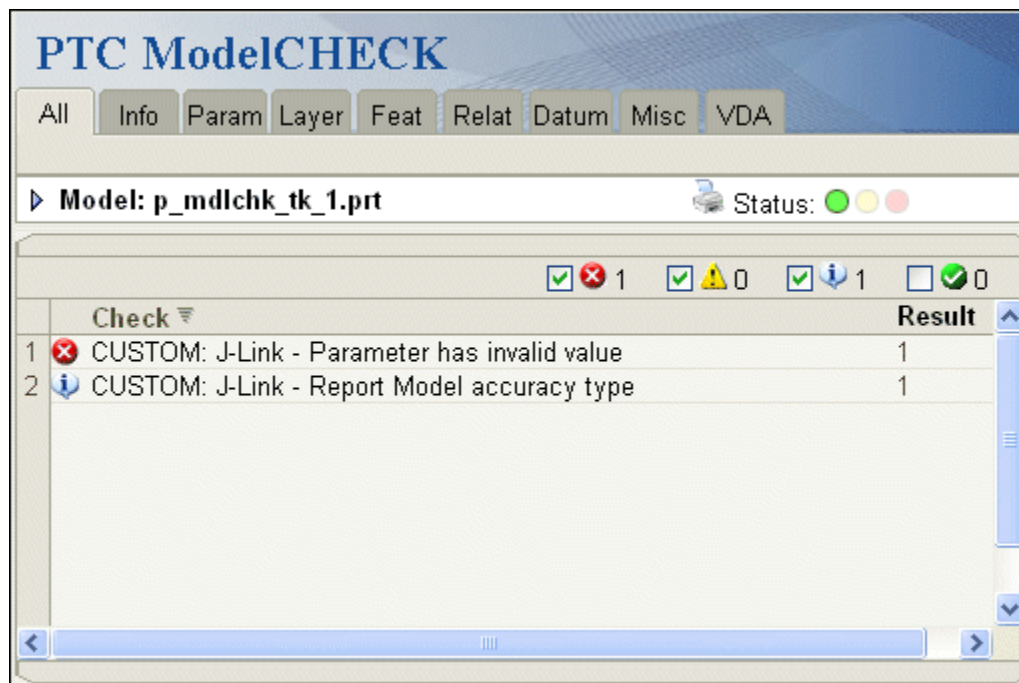 PTC ModelCHECK
All Info Param Layer Feat Relat Datum Misc VDA
Model: p_mdlchk_tk_1.prt Status:
1 0 1 0
Check Result
1 CUSTOM: J-Link - Parameter has invalid value 1
2 CUSTOM: J-Link - Report Model accuracy type 1